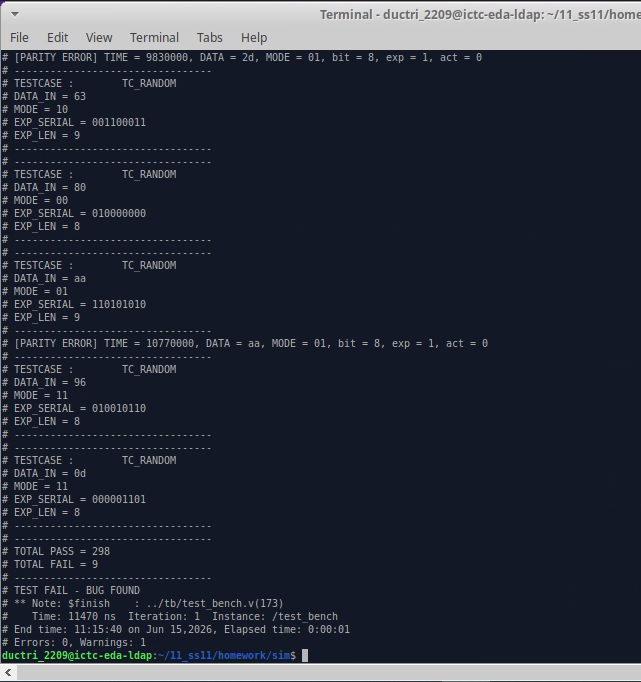 Terminal - ductri_2209@ictc-eda-ldap: ~/11_ss11/home
File Edit View Terminal Tabs Help
# [PARITY ERROR] TIME = 9830000, DATA = 2d, MODE = 01, bit = 8, exp = 1, act = 0
# --------------------------------
# TESTCASE :        TC_RANDOM
# DATA_IN = 63
# MODE = 10
# EXP_SERIAL = 001100011
# EXP_LEN = 9
# --------------------------------
# --------------------------------
# TESTCASE :        TC_RANDOM
# DATA_IN = 80
# MODE = 00
# EXP_SERIAL = 010000000
# EXP_LEN = 8
# --------------------------------
# --------------------------------
# TESTCASE :        TC_RANDOM
# DATA_IN = aa
# MODE = 01
# EXP_SERIAL = 110101010
# EXP_LEN = 9
# --------------------------------
# [PARITY ERROR] TIME = 10770000, DATA = aa, MODE = 01, bit = 8, exp = 1, act = 0
# --------------------------------
# TESTCASE :        TC_RANDOM
# DATA_IN = 96
# MODE = 11
# EXP_SERIAL = 010010110
# EXP_LEN = 8
# --------------------------------
# --------------------------------
# TESTCASE :        TC_RANDOM
# DATA_IN = 0d
# MODE = 11
# EXP_SERIAL = 000001101
# EXP_LEN = 8
# --------------------------------
# --------------------------------
# TOTAL PASS = 298
# TOTAL FAIL = 9
# --------------------------------
# TEST FAIL - BUG FOUND
# ** Note: $finish    : ../tb/test_bench.v(173)
#    Time: 11470 ns  Iteration: 1  Instance: /test_bench
# End time: 11:15:40 on Jun 15,2026, Elapsed time: 0:00:01
# Errors: 0, Warnings: 1
ductri_2209@ictc-eda-ldap:~/11_ss11/homework/sim$